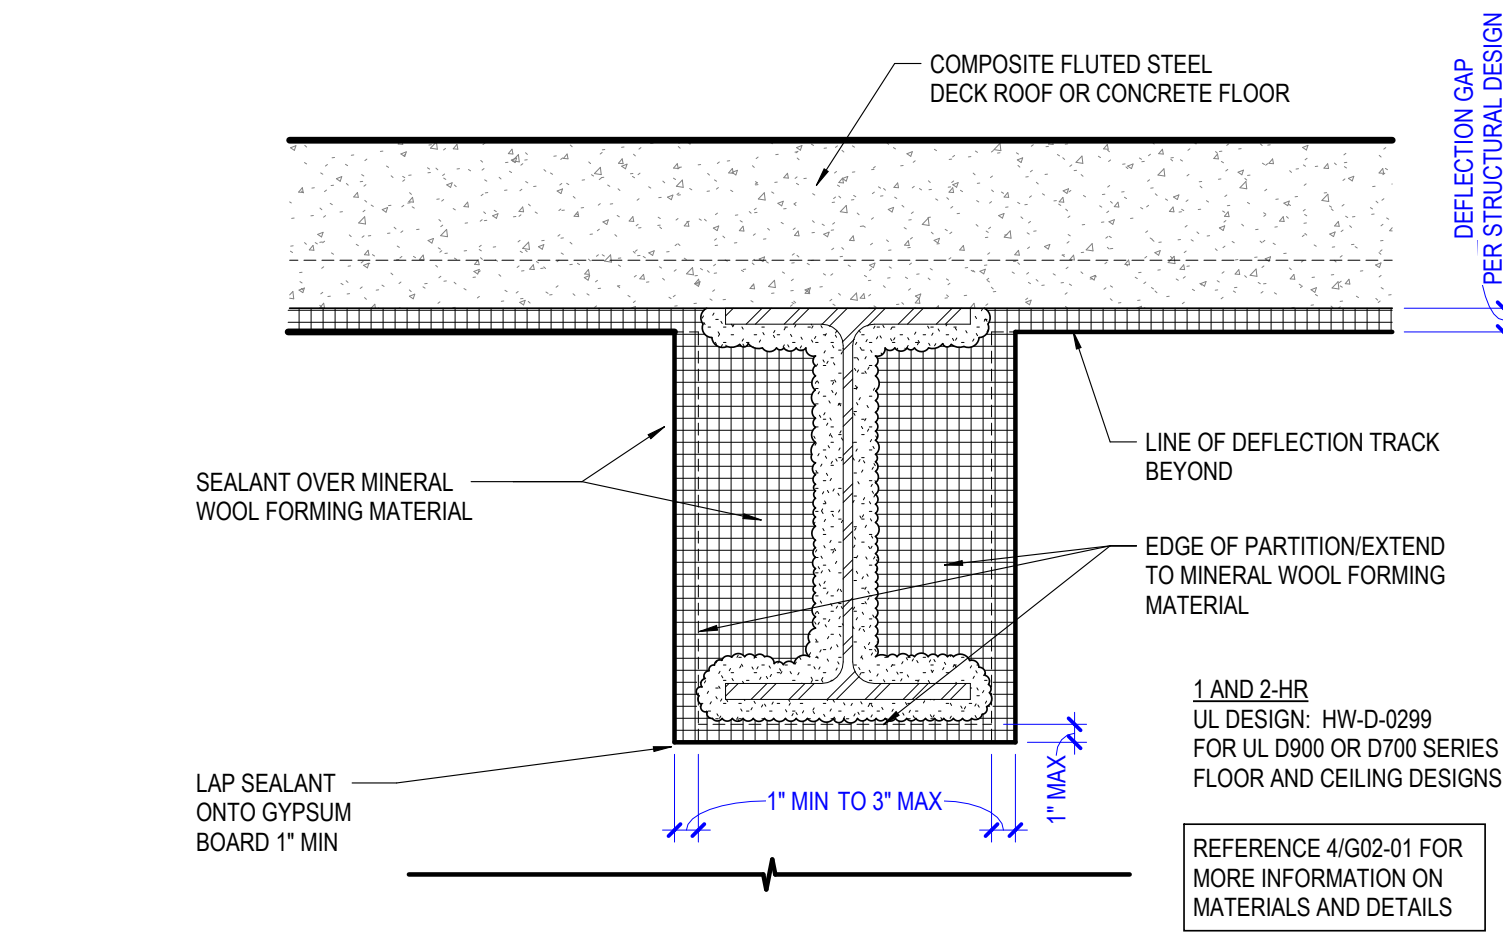 COMPOSITE FLUTED STEEL
DECK ROOF OR CONCRETE FLOOR
DEFLECTION GAP
PER STRUCTURAL DESIGN
LINE OF DEFLECTION TRACK
BEYOND
SEALANT OVER MINERAL
WOOL FORMING MATERIAL
EDGE OF PARTITION/EXTEND
TO MINERAL WOOL FORMING
MATERIAL
1 AND 2-HR
UL DESIGN: HW-D-0299
FOR UL D900 OR D700 SERIES
FLOOR AND CEILING DESIGNS
LAP SEALANT
ONTO GYPSUM
BOARD 1" MIN
1" MIN TO 3" MAX
1" MAX
REFERENCE 4/G02-01 FOR
MORE INFORMATION ON
MATERIALS AND DETAILS